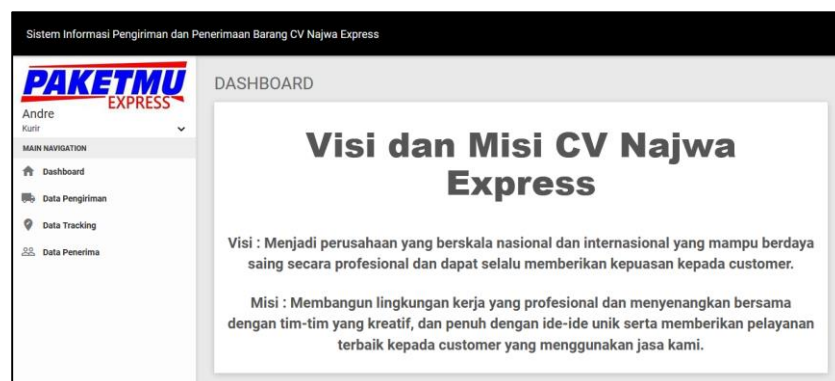 Sistem Informasi Pengiriman dan Penerimaan Barang CV Najwa Express
PAKETMU
EXPRESS
Andre
Kurir
MAIN NAVIGATION
Dashboard
Data Pengiriman
Data Tracking
Data Penerima
DASHBOARD
Visi dan Misi CV Najwa
Express
Visi : Menjadi perusahaan yang berskala nasional dan internasional yang mampu berdaya
saing secara profesional dan dapat selalu memberikan kepuasan kepada customer.
Misi : Membangun lingkungan kerja yang profesional dan menyenangkan bersama
dengan tim-tim yang kreatif, dan penuh dengan ide-ide unik serta memberikan pelayanan
terbaik kepada customer yang menggunakan jasa kami.